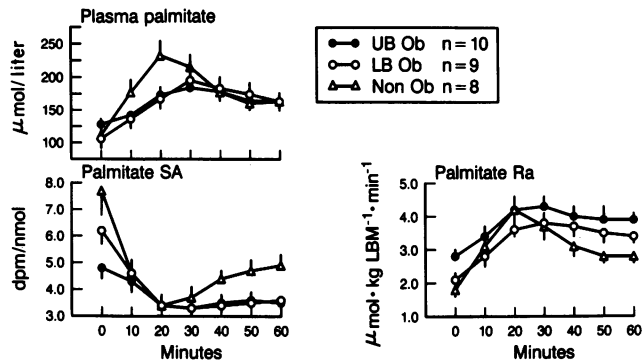 Plasma palmitate
μmol/liter
250
200
150
100
UB Ob n=10
LB Ob n=9
Non Ob n=8
Palmitate SA
dpm/nmol
8.0
7.0
6.0
5.0
4.0
3.0
0 10 20 30 40 50 60
Minutes
Palmitate Ra
μmol·kg LBM⁻¹·min⁻¹
5.0
4.0
3.0
2.0
1.0
0 10 20 30 40 50 60
Minutes